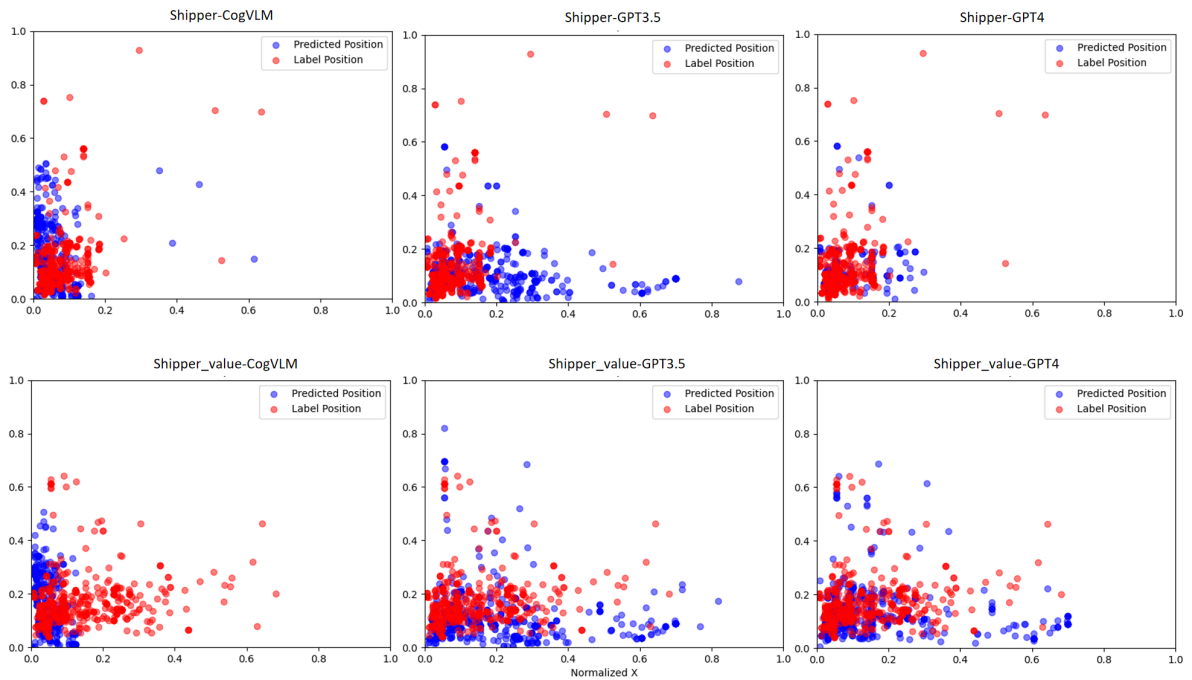 Shipper-CogVLM
Shipper-GPT3.5
Shipper-GPT4
1.0
0.8
0.6
0.4
0.2
0.0
0.0 0.2 0.4 0.6 0.8 1.0
Predicted Position
Label Position
1.0
0.8
0.6
0.4
0.2
0.0
0.0 0.2 0.4 0.6 0.8 1.0
Predicted Position
Label Position
1.0
0.8
0.6
0.4
0.2
0.0
0.0 0.2 0.4 0.6 0.8 1.0
Predicted Position
Label Position
Shipper_value-CogVLM
Shipper_value-GPT3.5
Shipper_value-GPT4
1.0
0.8
0.6
0.4
0.2
0.0
0.0 0.2 0.4 0.6 0.8 1.0
Predicted Position
Label Position
1.0
0.8
0.6
0.4
0.2
0.0
0.0 0.2 0.4 0.6 0.8 1.0
Predicted Position
Label Position
Normalized X
1.0
0.8
0.6
0.4
0.2
0.0
0.0 0.2 0.4 0.6 0.8 1.0
Predicted Position
Label Position